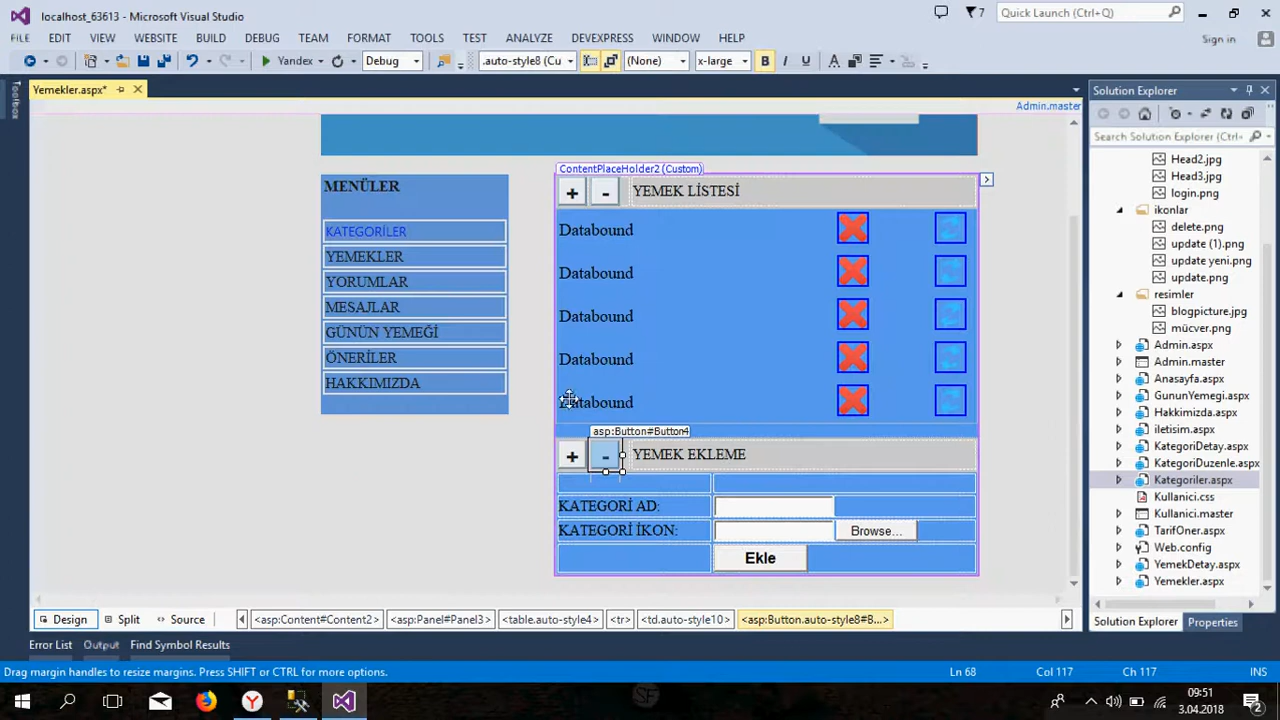 localhost_63613 - Microsoft Visual Studio
7
Quick Launch (Ctrl+Q)
FILE EDIT VIEW WEBSITE BUILD DEBUG TEAM FORMAT TOOLS TEST ANALYZE DEVEXPRESS WINDOW HELP
Sign in
Yandex Debug .auto-style8 (Cu (None) x-large B I U A
Toolbox
Yemekler.aspx*
Admin.master
ContentPlaceHolder2 (Custom)
MENÜLER
KATEGORİLER
YEMEKLER
YORUMLAR
MESAJLAR
GÜNÜN YEMEĞİ
ÖNERİLER
HAKKIMIZDA
+ - YEMEK LİSTESİ
Databound
Databound
Databound
Databound
Databound
asp:Button#Button4
+ - YEMEK EKLEME
KATEGORİ AD:
KATEGORİ İKON: Browse...
Ekle
Solution Explorer
Search Solution Explorer (Ctrl+
Head2.jpg
Head3.jpg
login.png
ikonlar
delete.png
update (1).png
update yeni.png
update.png
resimler
blogpicture.jpg
mücver.png
Admin.aspx
Admin.master
Anasayfa.aspx
GununYemegi.aspx
Hakkimizda.aspx
iletisim.aspx
KategoriDetay.aspx
KategoriDuzenle.aspx
Kategoriler.aspx
Kullanici.css
Kullanici.master
TarifOner.aspx
Web.config
YemekDetay.aspx
Yemekler.aspx
Solution Explorer Properties
Design Split Source <asp:Content#Content2> <asp:Panel#Panel3> <table.auto-style4> <tr> <td.auto-style10> <asp:Button.auto-style8#B...>
Error List Output Find Symbol Results
Drag margin handles to resize margins. Press SHIFT or CTRL for more options. Ln 68 Col 117 Ch 117 INS
SF
09:51
3.04.2018
2